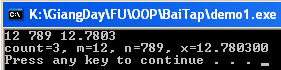 K:\GiangDay\FU\OOP\BaiTap\demo1.exe
12 789 12.7803
count=3, m=12, n=789, x=12.780300
Press any key to continue . . .